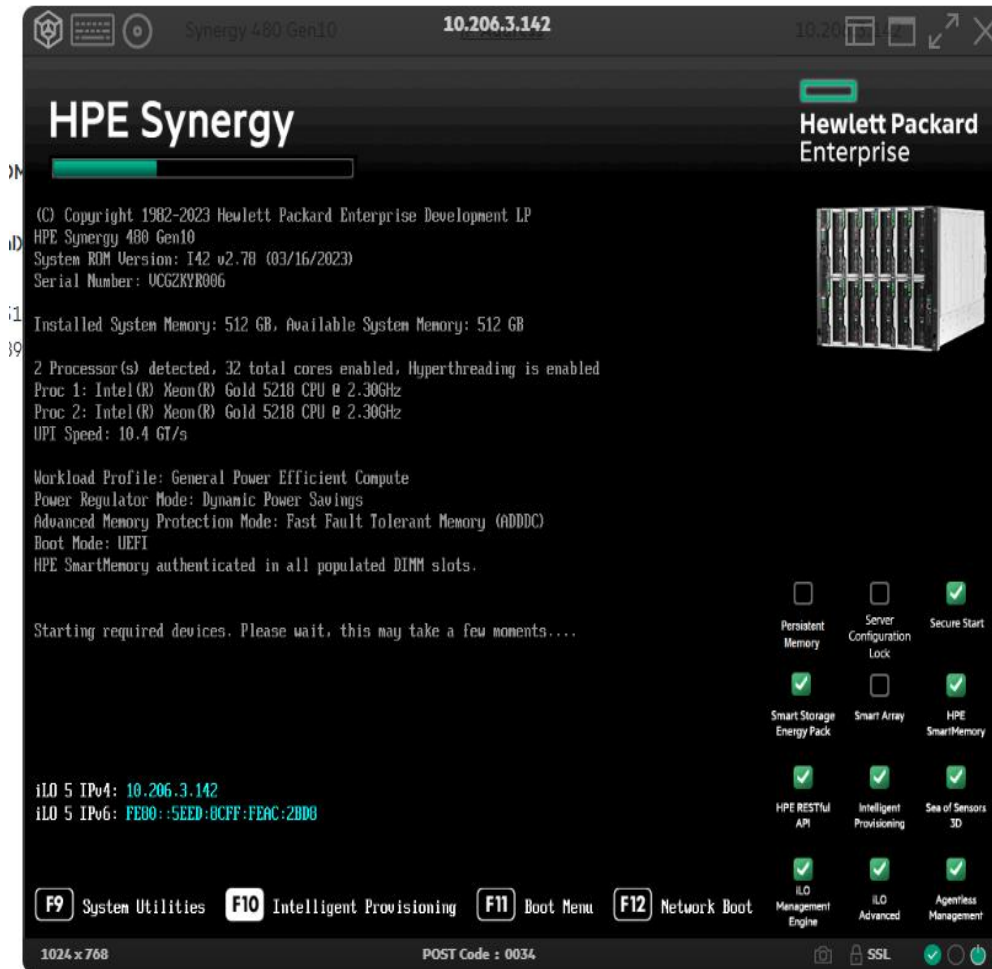 Synergy 480 Gen10
10.206.3.142
HPE Synergy
Hewlett Packard
Enterprise
(C) Copyright 1982-2023 Hewlett Packard Enterprise Development LP
HPE Synergy 480 Gen10
System ROM Version: I42 v2.78 (03/16/2023)
Serial Number: VCGZKYR006
Installed System Memory: 512 GB, Available System Memory: 512 GB
2 Processor(s) detected, 32 total cores enabled, Hyperthreading is enabled
Proc 1: Intel(R) Xeon(R) Gold 5218 CPU @ 2.30GHz
Proc 2: Intel(R) Xeon(R) Gold 5218 CPU @ 2.30GHz
UPI Speed: 10.4 GT/s
Workload Profile: General Power Efficient Compute
Power Regulator Mode: Dynamic Power Savings
Advanced Memory Protection Mode: Fast Fault Tolerant Memory (ADDDC)
Boot Mode: UEFI
HPE SmartMemory authenticated in all populated DIMM slots.
Starting required devices. Please wait, this may take a few moments....
Persistent
Memory
Server
Configuration
Lock
Secure Start
Smart Storage
Energy Pack
Smart Array
HPE
SmartMemory
HPE RESTful
API
Intelligent
Provisioning
Sea of Sensors
3D
iLO
Management
Engine
iLO
Advanced
Agentless
Management
iLO 5 IPv4: 10.206.3.142
iLO 5 IPv6: FE80::5EED:8CFF:FEAC:2BD8
F9 System Utilities F10 Intelligent Provisioning F11 Boot Menu F12 Network Boot
1024 x 768 POST Code : 0034 SSL